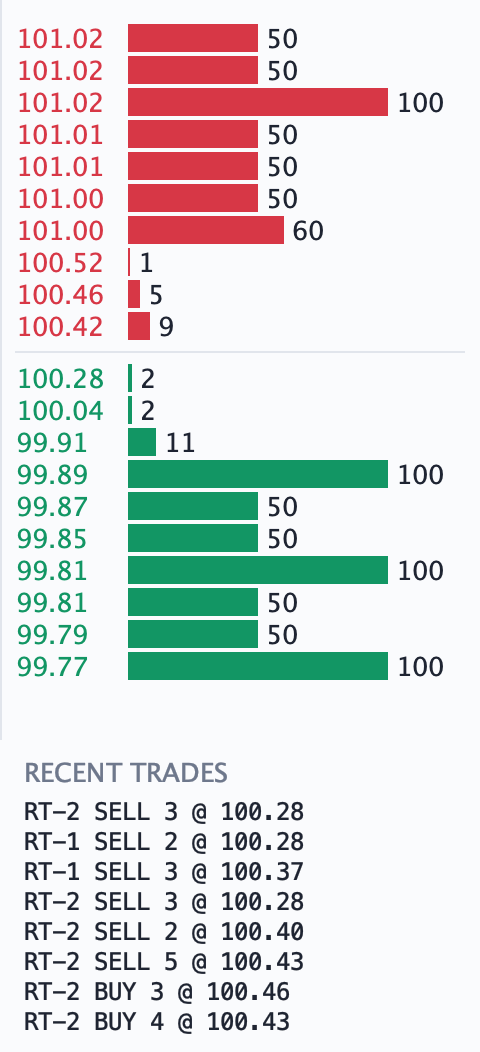 101.02 50
101.02 50
101.02 100
101.01 50
101.01 50
101.00 50
101.00 60
100.52 1
100.46 5
100.42 9
100.28 2
100.04 2
99.91 11
99.89 100
99.87 50
99.85 50
99.81 100
99.81 50
99.79 50
99.77 100
RECENT TRADES
RT-2 SELL 3 @ 100.28
RT-1 SELL 2 @ 100.28
RT-1 SELL 3 @ 100.37
RT-2 SELL 3 @ 100.28
RT-2 SELL 2 @ 100.40
RT-2 SELL 5 @ 100.43
RT-2 BUY 3 @ 100.46
RT-2 BUY 4 @ 100.43